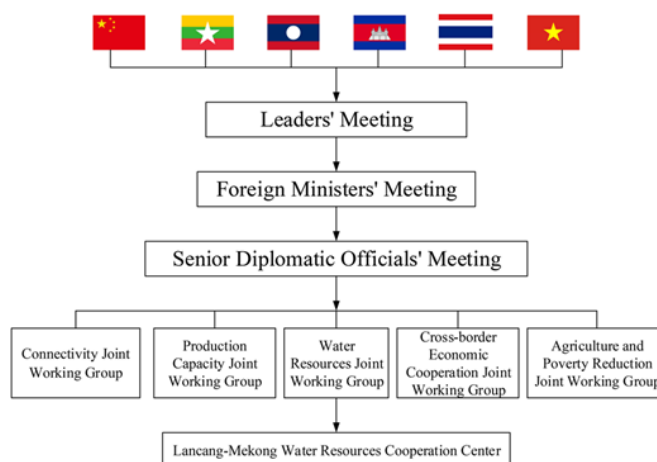 Leaders' Meeting
Foreign Ministers' Meeting
Senior Diplomatic Officials' Meeting
Connectivity Joint
Working Group
Production
Capacity Joint
Working Group
Water
Resources Joint
Working Group
Cross-border
Economic
Cooperation Joint
Working Group
Agriculture and
Poverty Reduction
Joint Working Group
Lancang-Mekong Water Resources Cooperation Center